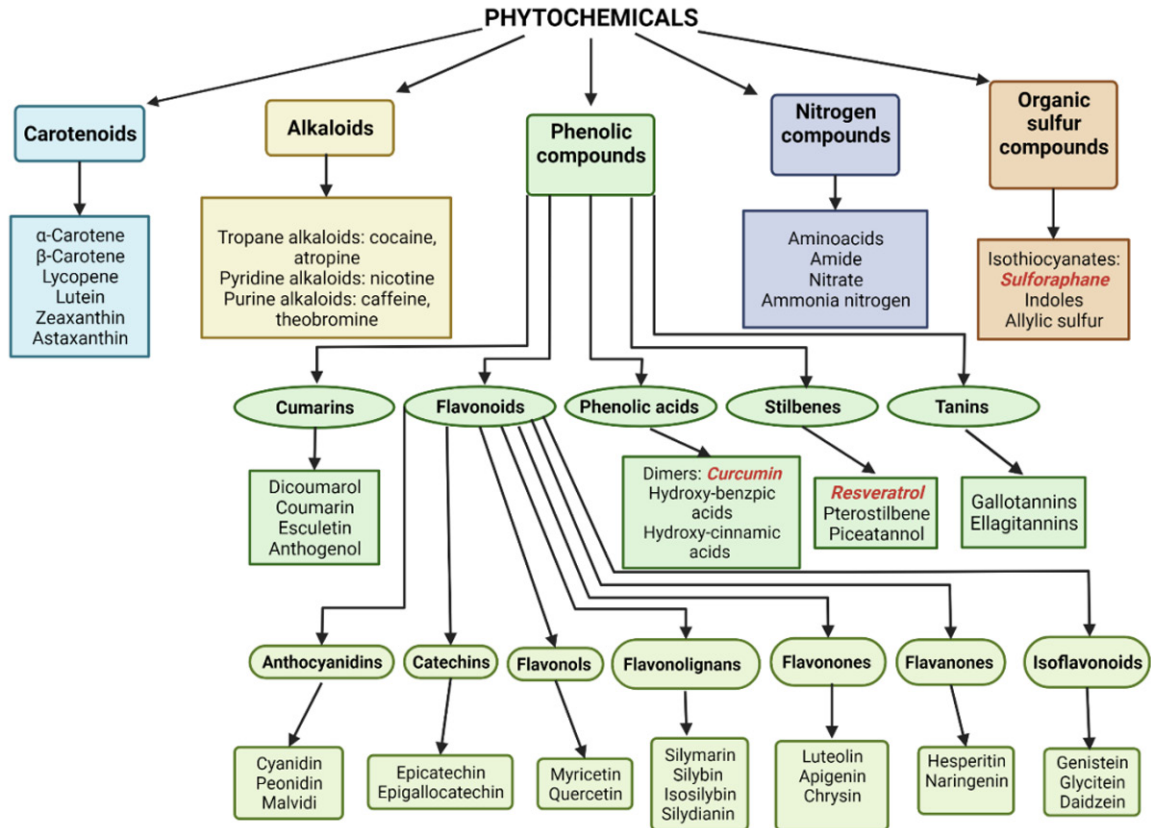 PHYTOCHEMICALS
Carotenoids
Alkaloids
Phenolic
compounds
Nitrogen
compounds
Organic
sulfur
compounds
α-Carotene
β-Carotene
Lycopene
Lutein
Zeaxanthin
Astaxanthin
Tropane alkaloids: cocaine,
atropine
Pyridine alkaloids: nicotine
Purine alkaloids: caffeine,
theobromine
Aminoacids
Amide
Nitrate
Ammonia nitrogen
Isothiocyanates:
Sulforaphane
Indoles
Allylic sulfur
Cumarins
Flavonoids
Phenolic acids
Stilbenes
Tanins
Dicoumarol
Coumarin
Esculetin
Anthogenol
Dimers: Curcumin
Hydroxy-benzpic
acids
Hydroxy-cinnamic
acids
Resveratrol
Pterostilbene
Piceatannol
Gallotannins
Ellagitannins
Anthocyanidins
Catechins
Flavonols
Flavonolignans
Flavonones
Flavanones
Isoflavonoids
Cyanidin
Peonidin
Malvidi
Epicatechin
Epigallocatechin
Myricetin
Quercetin
Silymarin
Silybin
Isosilybin
Silydianin
Luteolin
Apigenin
Chrysin
Hesperitin
Naringenin
Genistein
Glycitein
Daidzein